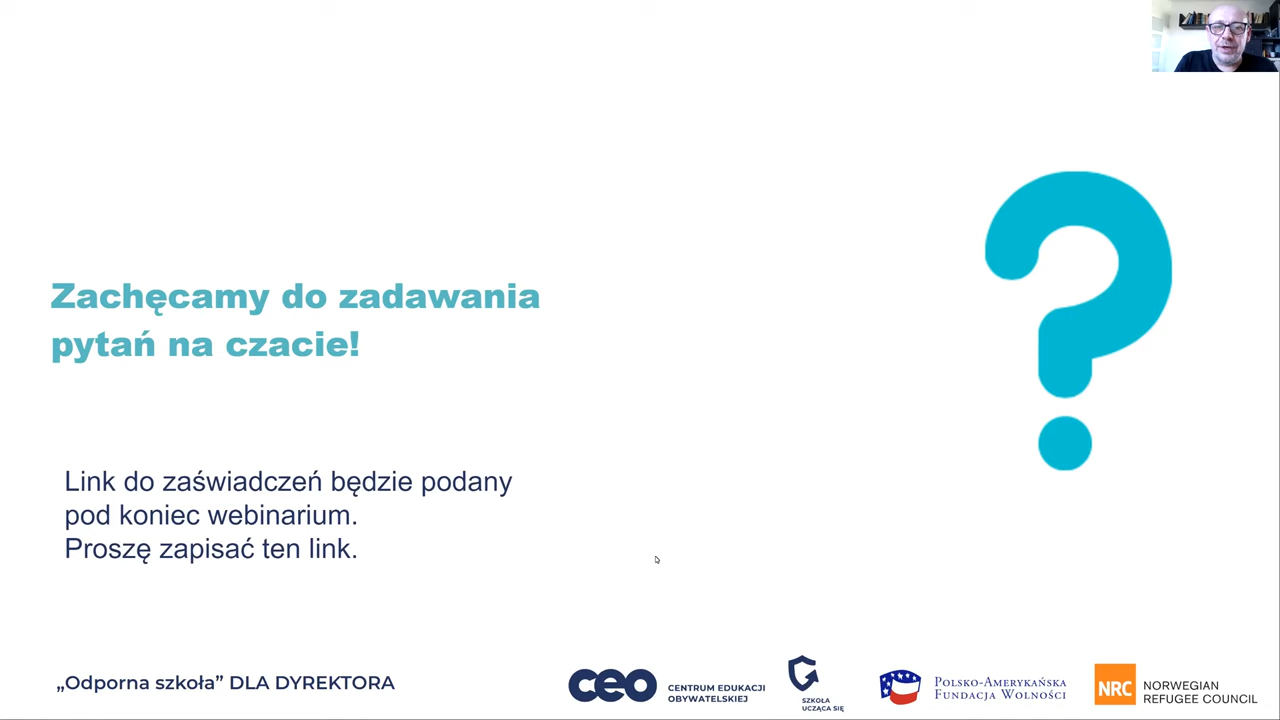 Zachęcamy do zadawania
pytań na czacie!
?
Link do zaświadczeń będzie podany
pod koniec webinarium.
Proszę zapisać ten link.
„Odporna szkoła” DLA DYREKTORA
ceo
CENTRUM EDUKACJI
OBYWATELSKIEJ
SZKOŁA
UCZĄCA SIĘ
POLSKO-AMERYKAŃSKA
FUNDACJA WOLNOŚCI
NRC
NORWEGIAN
REFUGEE COUNCIL